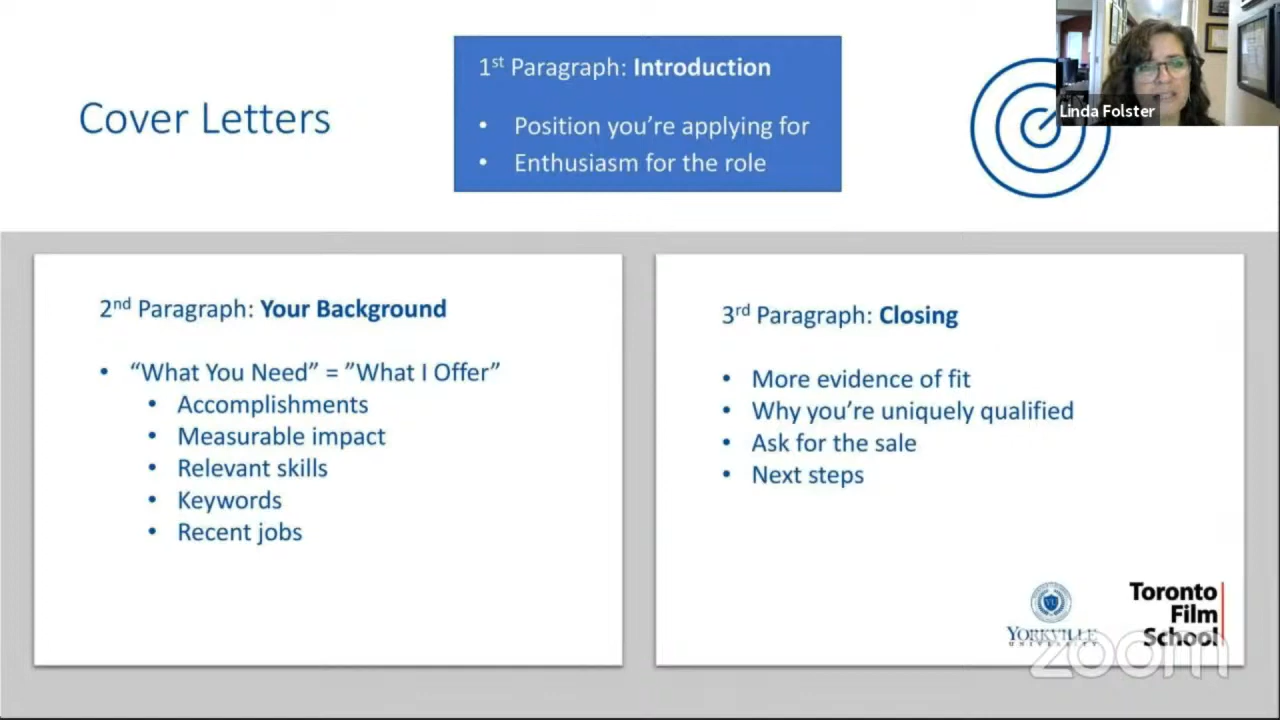 Cover Letters
1st Paragraph: Introduction
• Position you’re applying for
• Enthusiasm for the role
Linda Folster
2nd Paragraph: Your Background
• “What You Need” = ”What I Offer”
• Accomplishments
• Measurable impact
• Relevant skills
• Keywords
• Recent jobs
3rd Paragraph: Closing
• More evidence of fit
• Why you’re uniquely qualified
• Ask for the sale
• Next steps
YORKVILLE
UNIVERSITY
Toronto
Film
School
zoom